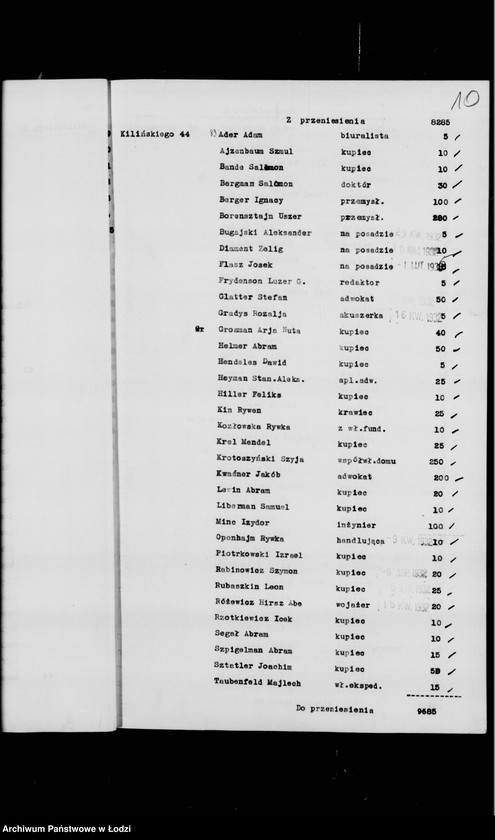 10
Z przeniesienia 8285
Kilińskiego 44 Ader Adam biuralista 5
Ajzenbaum Szmul kupiec 10
Bande Salomon kupiec 10
Bergman Salomon doktór 30
Berger Ignacy przemysł. 100
Borensztajn Uszer przemysł.
Bugajski Aleksander na posadzie 5
Diament Zelig na posadzie 10
Flasz Josek na posadzie -1 LUT
Frydenson Luzer G. redaktor 5
Glatter Stefan adwokat 50
Gradys Rozalja akuszerka 5
Grosman Arja Nuta kupiec 40
Helmer Abram kupiec 50
Hendeles Dawid kupiec 5
Heyman Stan.Aleks. apl.adw. 25
Hiller Feliks kupiec 10
Kin Rywen krawiec 25
Kozłowska Rywka z wł.fund. 10
Krel Mendel kupiec 25
Krotoszyński Szyja współwł.domu 250
Kwadner Jakób adwokat 200
Lewin Abram kupiec 20
Liberman Samuel kupiec 10
Minc Izydor inżynier 100
Openhajm Rywka handlująca 10
Piotrkowski Izrael kupiec 10
Rabinowicz Szymon kupiec 20
Rubaszkin Leon kupiec 25
Różewicz Hirsz Abe wojażer 20
Rzotkiewicz Icek kupiec 10
Segał Abram kupiec 10
Szpigelman Abram kupiec 15
Sztatler Joachim kupiec
Taubenfeld Majlech wł.eksped. 15
Do przeniesienia 9685
Archiwum Państwowe w Łodzi